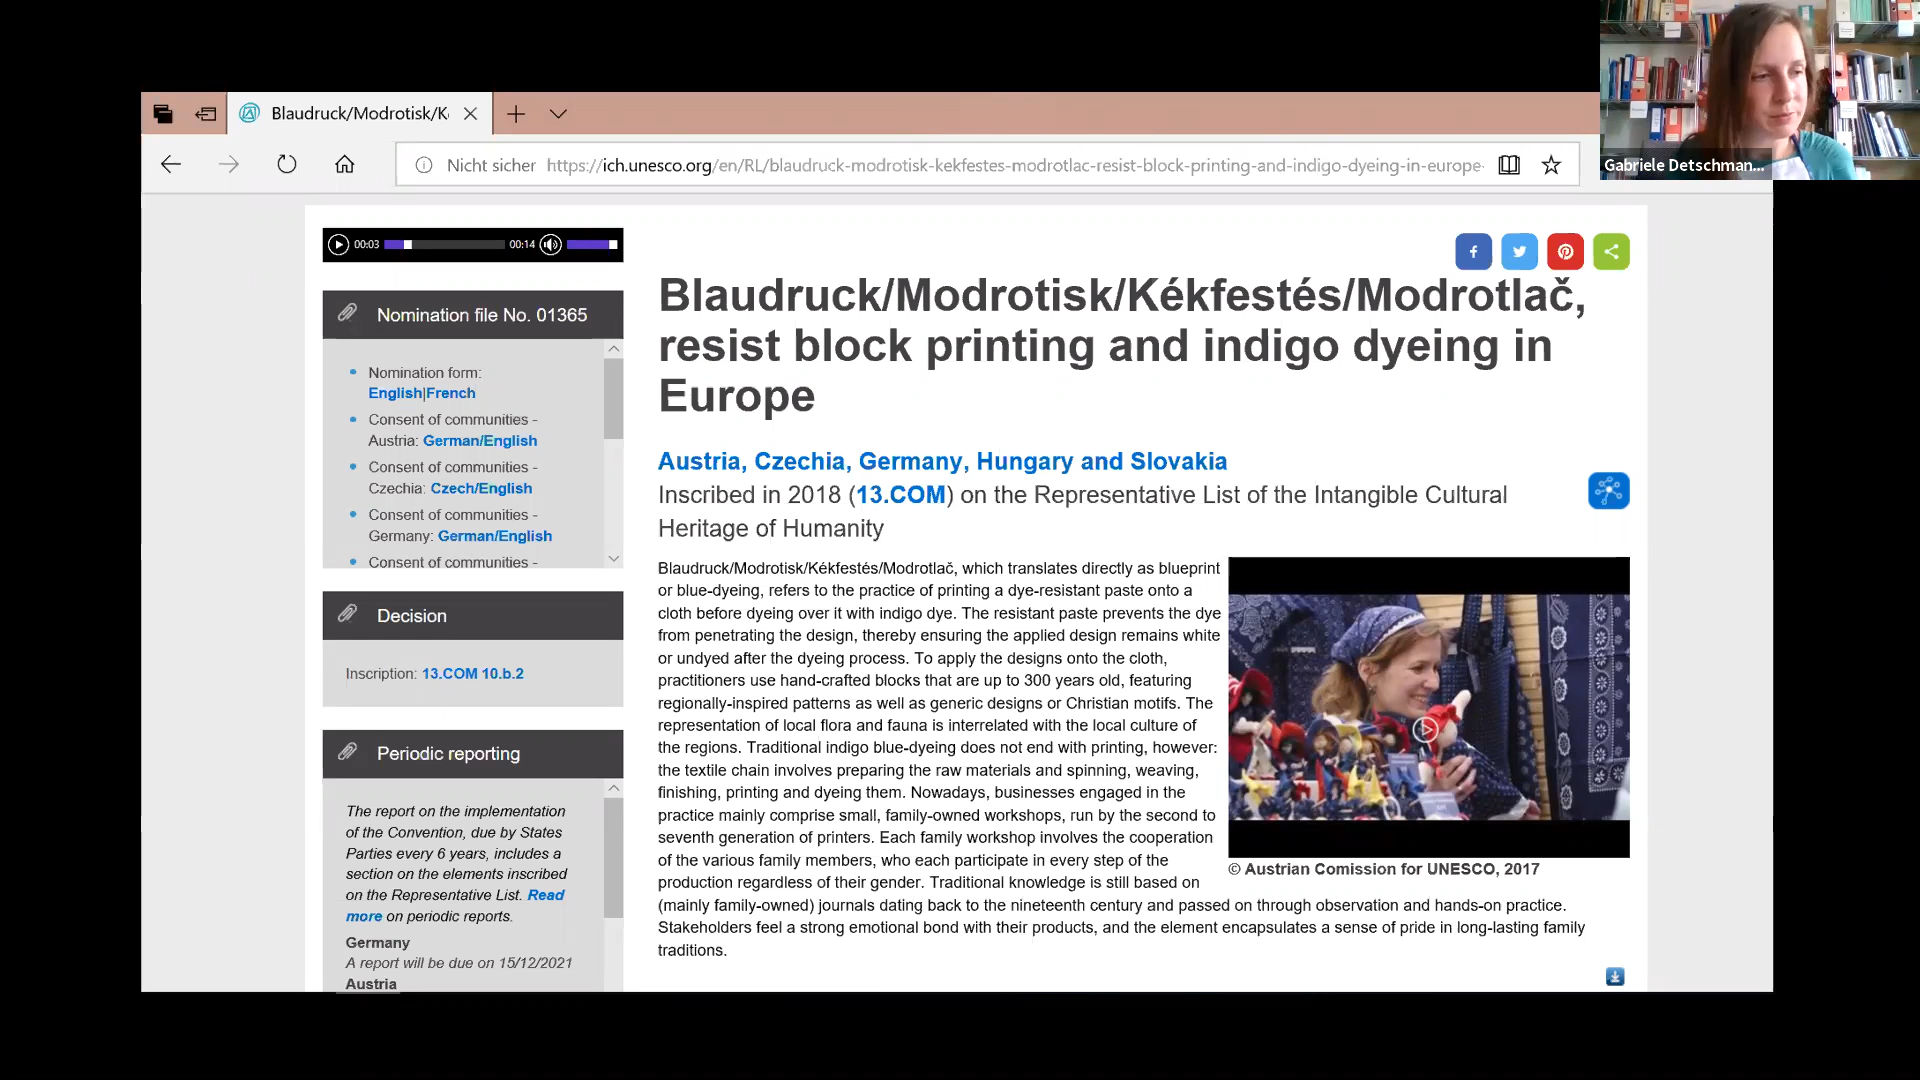 Blaudruck/Modrotisk/K
Nicht sicher https://ich.unesco.org/en/RL/blaudruck-modrotisk-kekfestes-modrotlac-resist-block-printing-and-indigo-dyeing-in-europe-
Gabriele Detschman...
00:03 00:14
Nomination file No. 01365
Nomination form:
English|French
Consent of communities -
Austria: German/English
Consent of communities -
Czechia: Czech/English
Consent of communities -
Germany: German/English
Consent of communities -
Decision
Inscription: 13.COM 10.b.2
Periodic reporting
The report on the implementation
of the Convention, due by States
Parties every 6 years, includes a
section on the elements inscribed
on the Representative List. Read
more on periodic reports.
Germany
A report will be due on 15/12/2021
Austria
Blaudruck/Modrotisk/Kékfestés/Modrotlač,
resist block printing and indigo dyeing in
Europe
Austria, Czechia, Germany, Hungary and Slovakia
Inscribed in 2018 (13.COM) on the Representative List of the Intangible Cultural
Heritage of Humanity
Blaudruck/Modrotisk/Kékfestés/Modrotlač, which translates directly as blueprint
or blue-dyeing, refers to the practice of printing a dye-resistant paste onto a
cloth before dyeing over it with indigo dye. The resistant paste prevents the dye
from penetrating the design, thereby ensuring the applied design remains white
or undyed after the dyeing process. To apply the designs onto the cloth,
practitioners use hand-crafted blocks that are up to 300 years old, featuring
regionally-inspired patterns as well as generic designs or Christian motifs. The
representation of local flora and fauna is interrelated with the local culture of
the regions. Traditional indigo blue-dyeing does not end with printing, however:
the textile chain involves preparing the raw materials and spinning, weaving,
finishing, printing and dyeing them. Nowadays, businesses engaged in the
practice mainly comprise small, family-owned workshops, run by the second to
seventh generation of printers. Each family workshop involves the cooperation
of the various family members, who each participate in every step of the
production regardless of their gender. Traditional knowledge is still based on
(mainly family-owned) journals dating back to the nineteenth century and passed on through observation and hands-on practice.
Stakeholders feel a strong emotional bond with their products, and the element encapsulates a sense of pride in long-lasting family
traditions.
© Austrian Comission for UNESCO, 2017